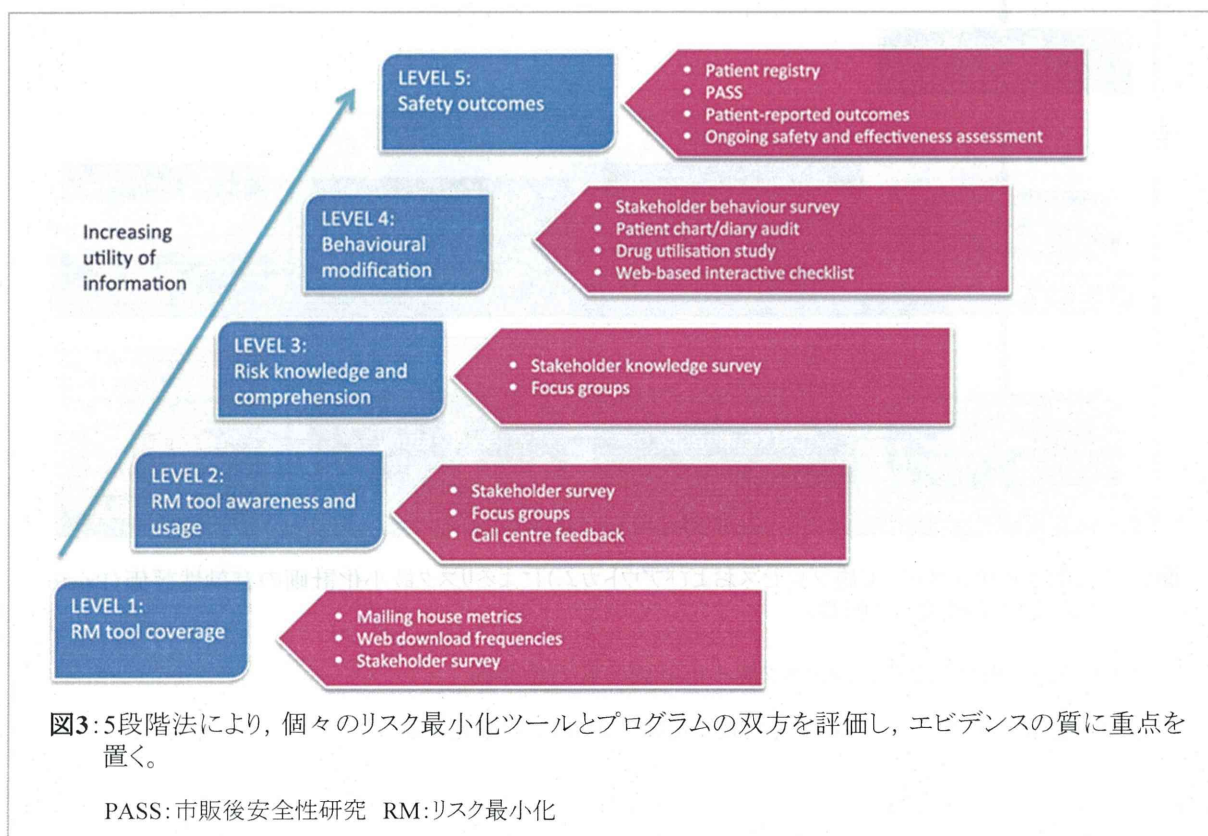 LEVEL 5:
Safety outcomes
• Patient registry
• PASS
• Patient-reported outcomes
• Ongoing safety and effectiveness assessment
Increasing
utility of
information
LEVEL 4:
Behavioural
modification
• Stakeholder behaviour survey
• Patient chart/diary audit
• Drug utilisation study
• Web-based interactive checklist
LEVEL 3:
Risk knowledge and
comprehension
• Stakeholder knowledge survey
• Focus groups
LEVEL 2:
RM tool awareness and
usage
• Stakeholder survey
• Focus groups
• Call centre feedback
LEVEL 1:
RM tool coverage
• Mailing house metrics
• Web download frequencies
• Stakeholder survey
図3:5段階法により，個々のリスク最小化ツールとプログラムの双方を評価し，エビデンスの質に重点を
置く。
PASS:市販後安全性研究 RM:リスク最小化